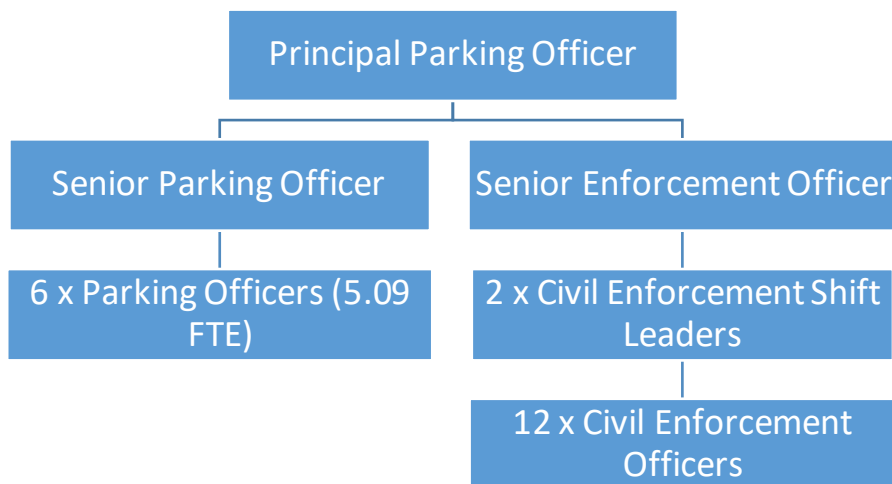 Principal Parking Officer
Senior Parking Officer
Senior Enforcement Officer
6 x Parking Officers (5.09
FTE)
2 x Civil Enforcement Shift
Leaders
12 x Civil Enforcement
Officers